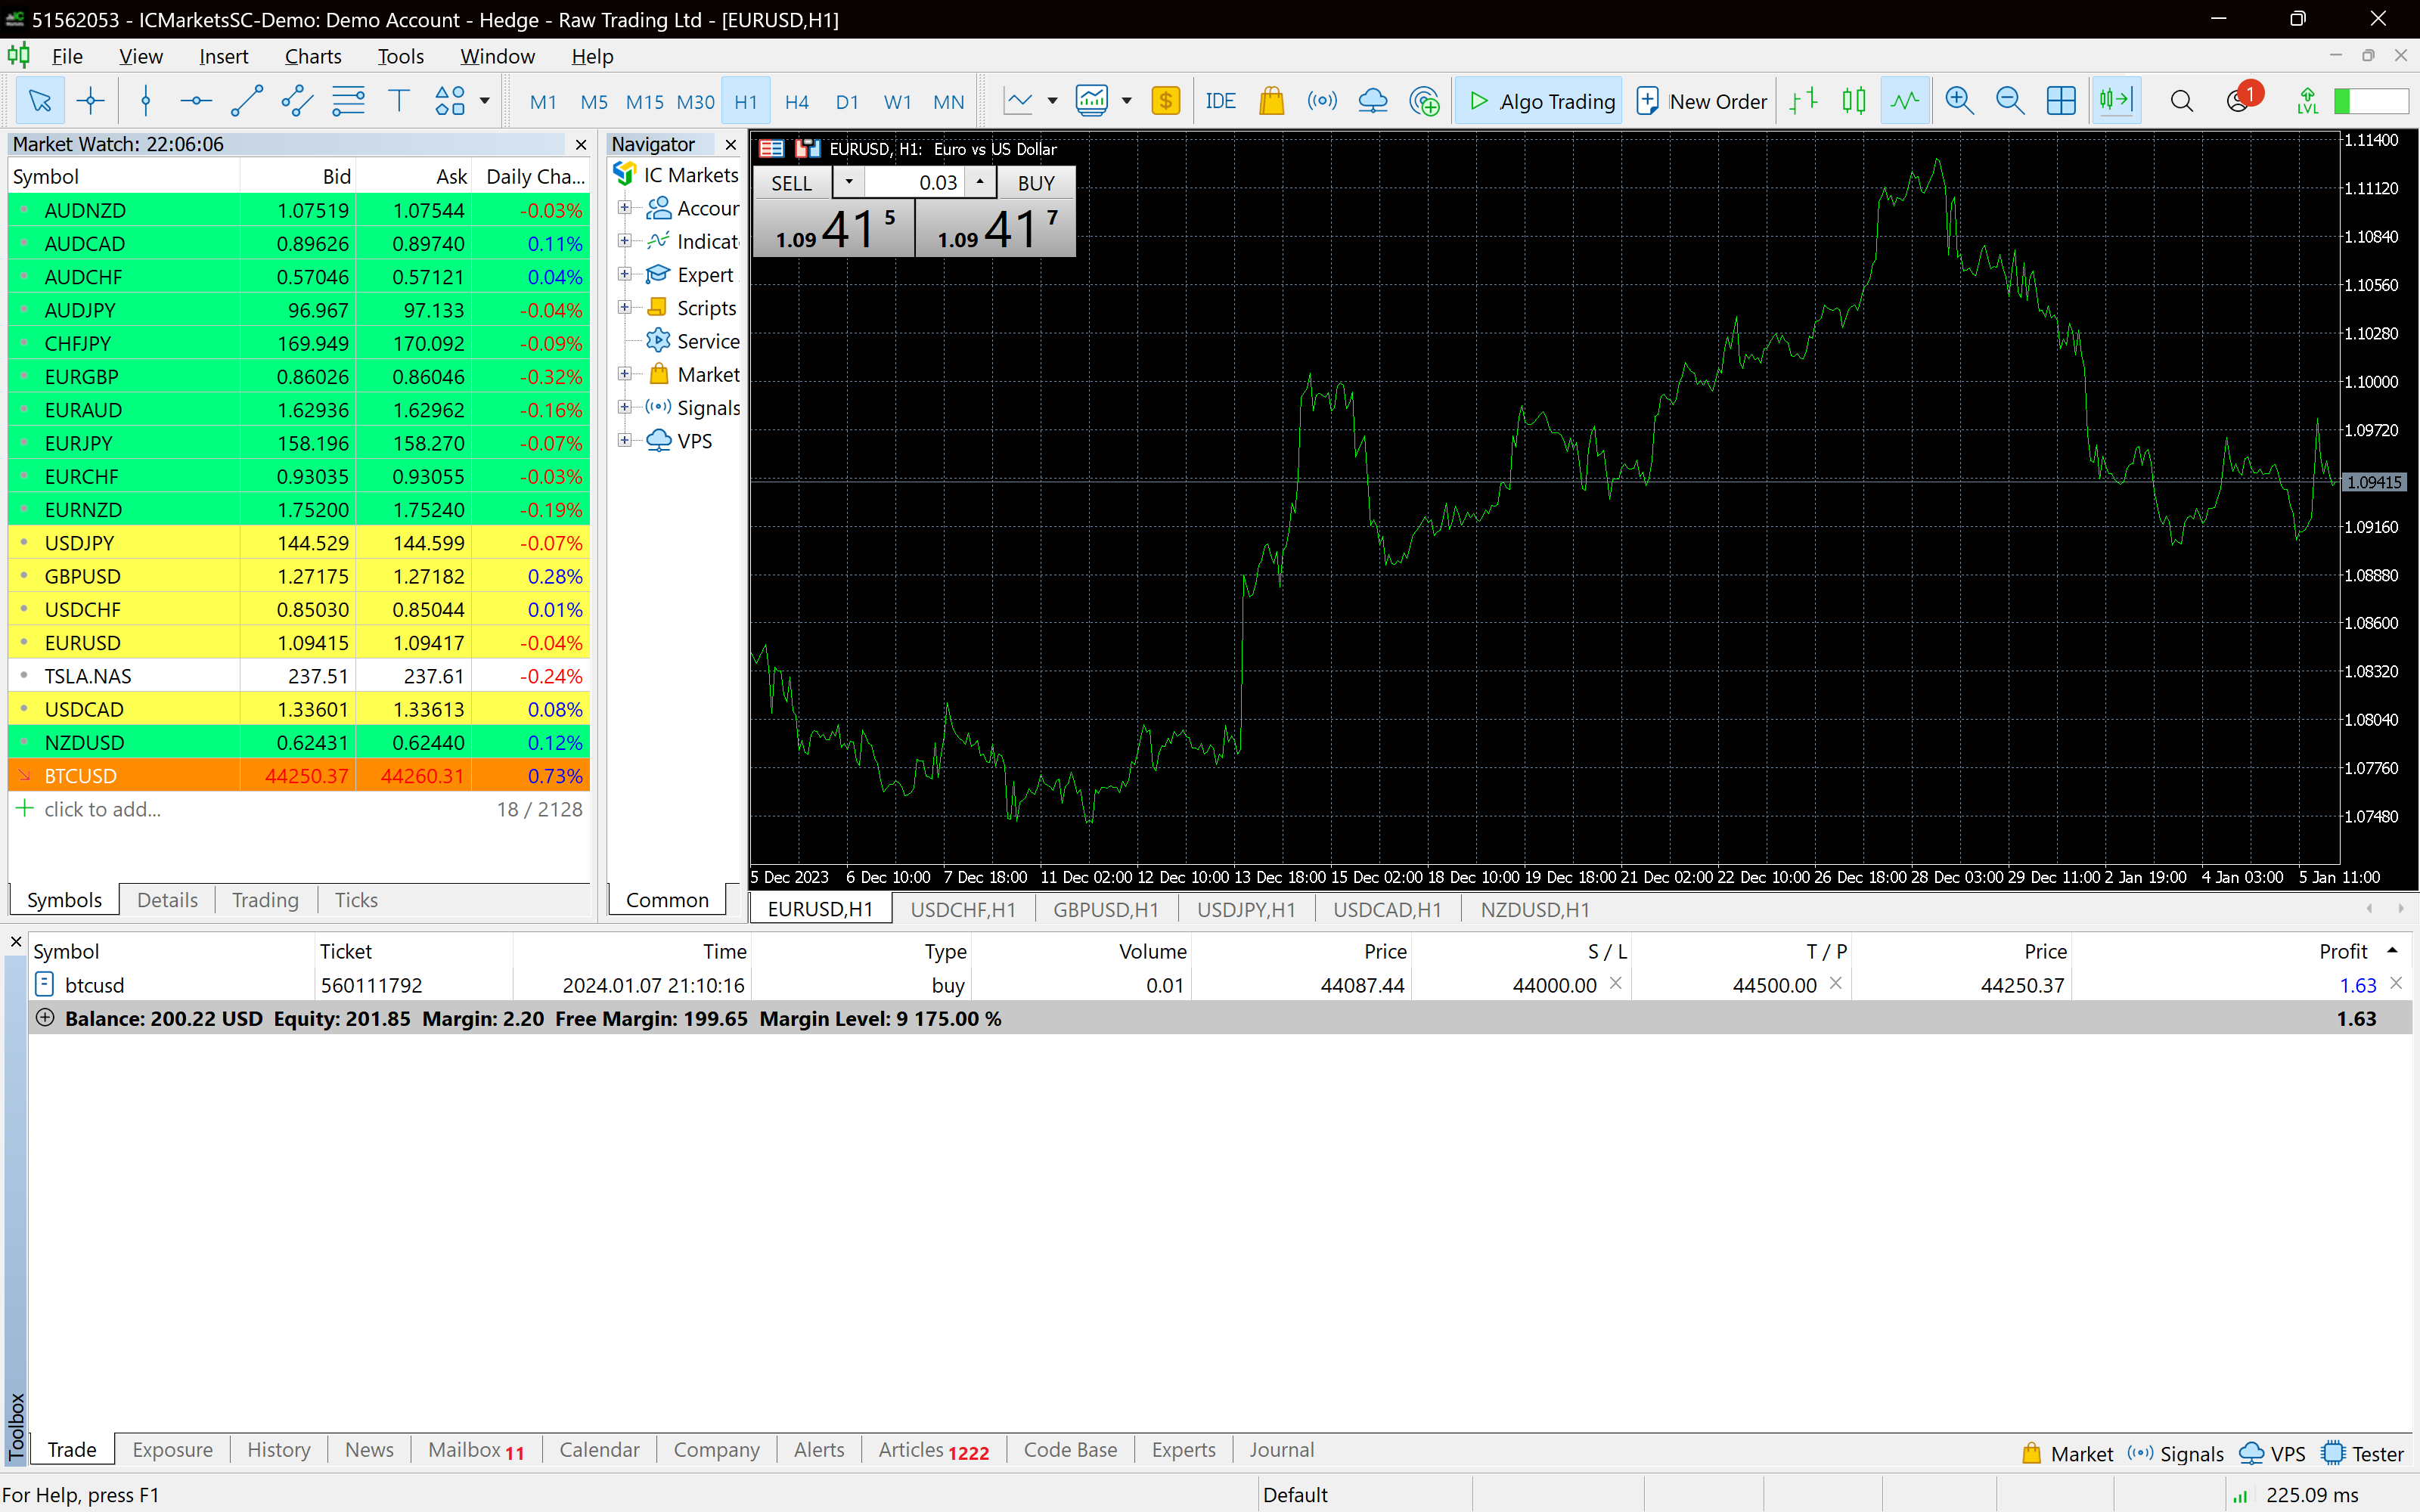 51562053 - ICMarketsSC-Demo: Demo Account - Hedge - Raw Trading Ltd - [EURUSD,H1]
File View Insert Charts Tools Window Help
M1 M5 M15 M30 H1 H4 D1 W1 MN IDE Algo Trading New Order 1 LVL
Market Watch: 22:06:06
Symbol Bid Ask Daily Cha...
AUDNZD 1.07519 1.07544 -0.03%
AUDCAD 0.89626 0.89740 0.11%
AUDCHF 0.57046 0.57121 0.04%
AUDJPY 96.967 97.133 -0.04%
CHFJPY 169.949 170.092 -0.09%
EURGBP 0.86026 0.86046 -0.32%
EURAUD 1.62936 1.62962 -0.16%
EURJPY 158.196 158.270 -0.07%
EURCHF 0.93035 0.93055 -0.03%
EURNZD 1.75200 1.75240 -0.19%
USDJPY 144.529 144.599 -0.07%
GBPUSD 1.27175 1.27182 0.28%
USDCHF 0.85030 0.85044 0.01%
EURUSD 1.09415 1.09417 -0.04%
TSLA.NAS 237.51 237.61 -0.24%
USDCAD 1.33601 1.33613 0.08%
NZDUSD 0.62431 0.62440 0.12%
BTCUSD 44250.37 44260.31 0.73%
click to add... 18 / 2128
Symbols Details Trading Ticks
Navigator
IC Markets
Accour
Indicat
Expert
Scripts
Service
Market
Signals
VPS
Common
EURUSD, H1: Euro vs US Dollar
SELL 0.03 BUY
1.09 41 5 1.09 41 7
1.11400
1.11120
1.10840
1.10560
1.10280
1.10000
1.09720
1.09415
1.09160
1.08880
1.08600
1.08320
1.08040
1.07760
1.07480
5 Dec 2023 6 Dec 10:00 7 Dec 18:00 11 Dec 02:00 12 Dec 10:00 13 Dec 18:00 15 Dec 02:00 18 Dec 10:00 19 Dec 18:00 21 Dec 02:00 22 Dec 10:00 26 Dec 18:00 28 Dec 03:00 29 Dec 11:00 2 Jan 19:00 4 Jan 03:00 5 Jan 11:00
EURUSD,H1 USDCHF,H1 GBPUSD,H1 USDJPY,H1 USDCAD,H1 NZDUSD,H1
Symbol Ticket Time Type Volume Price S / L T / P Price Profit
btcusd 560111792 2024.01.07 21:10:16 buy 0.01 44087.44 44000.00 44500.00 44250.37 1.63
Balance: 200.22 USD Equity: 201.85 Margin: 2.20 Free Margin: 199.65 Margin Level: 9 175.00 % 1.63
Toolbox
Trade Exposure History News Mailbox 11 Calendar Company Alerts Articles 1222 Code Base Experts Journal Market Signals VPS Tester
For Help, press F1 Default 225.09 ms